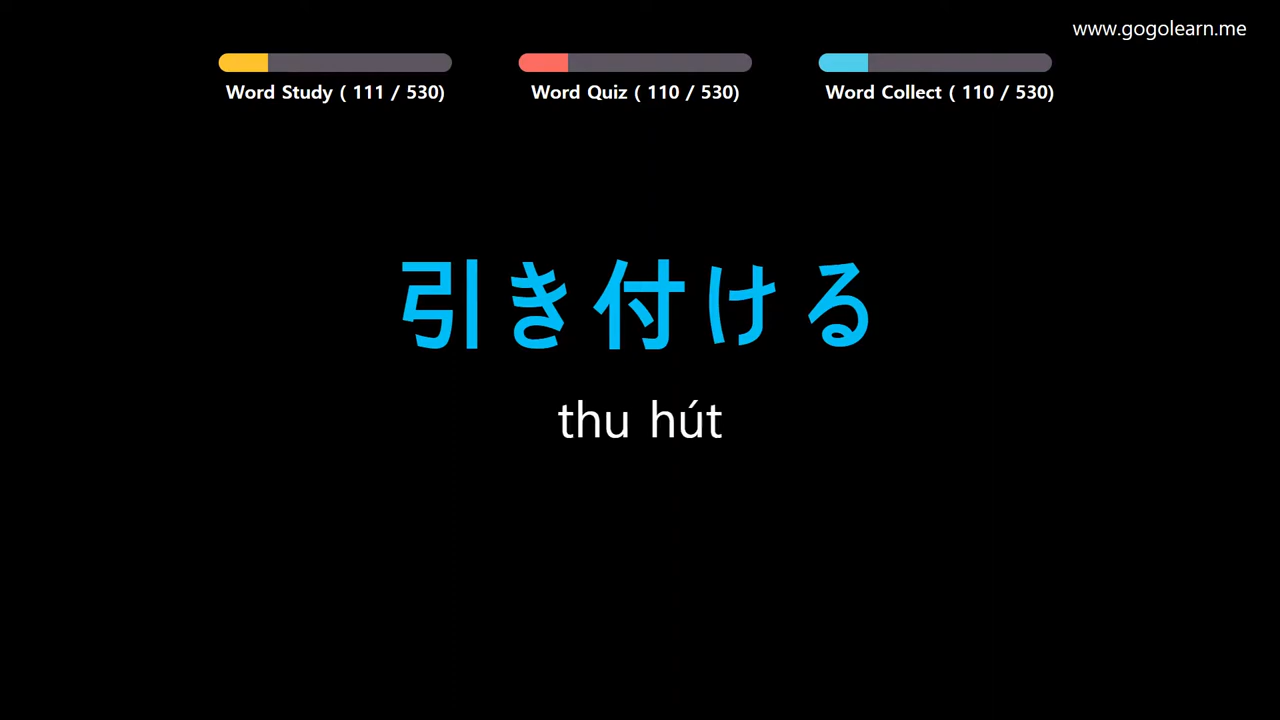 www.gogolearn.me
Word Study ( 111 / 530)
Word Quiz ( 110 / 530)
Word Collect ( 110 / 530)
引き付ける
thu hút